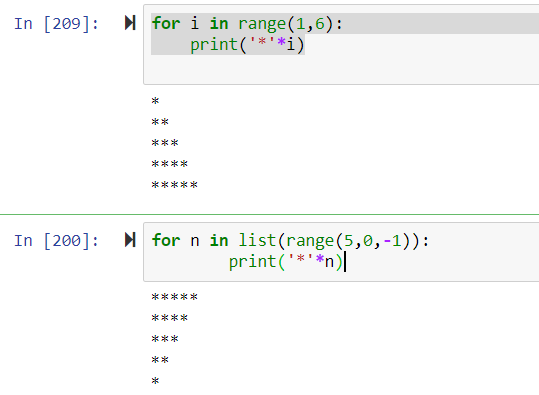 In [209]: for i in range(1,6):
    print('*'*i)
*
**
***
****
*****
In [200]: for n in list(range(5,0,-1)):
        print('*'*n)
*****
****
***
**
*